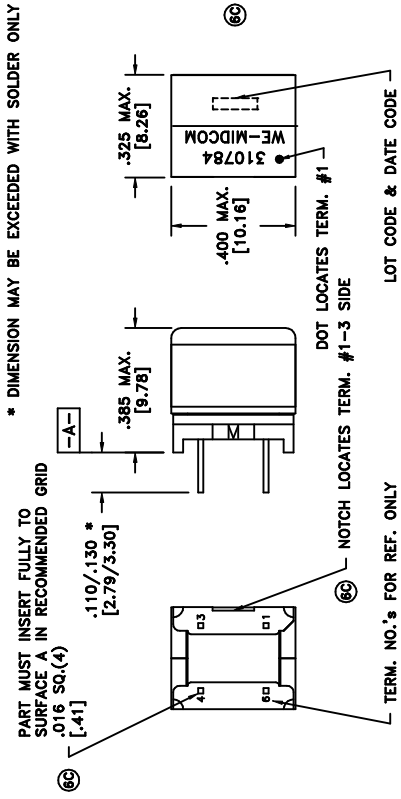 * DIMENSION MAY BE EXCEEDED WITH SOLDER ONLY
PART MUST INSERT FULLY TO
SURFACE A IN RECOMMENDED GRID
.016 SQ.(4)
[.41]
6C
-A-
.110/.130 *
[2.79/3.30]
.385 MAX.
[9.78]
.325 MAX.
[8.26]
.400 MAX.
[10.16]
6C
4
3
6
1
M
310784
WE-MIDCOM
DOT LOCATES TERM. #1
NOTCH LOCATES TERM. #1-3 SIDE
6C
TERM. NO.'s FOR REF. ONLY
LOT CODE & DATE CODE